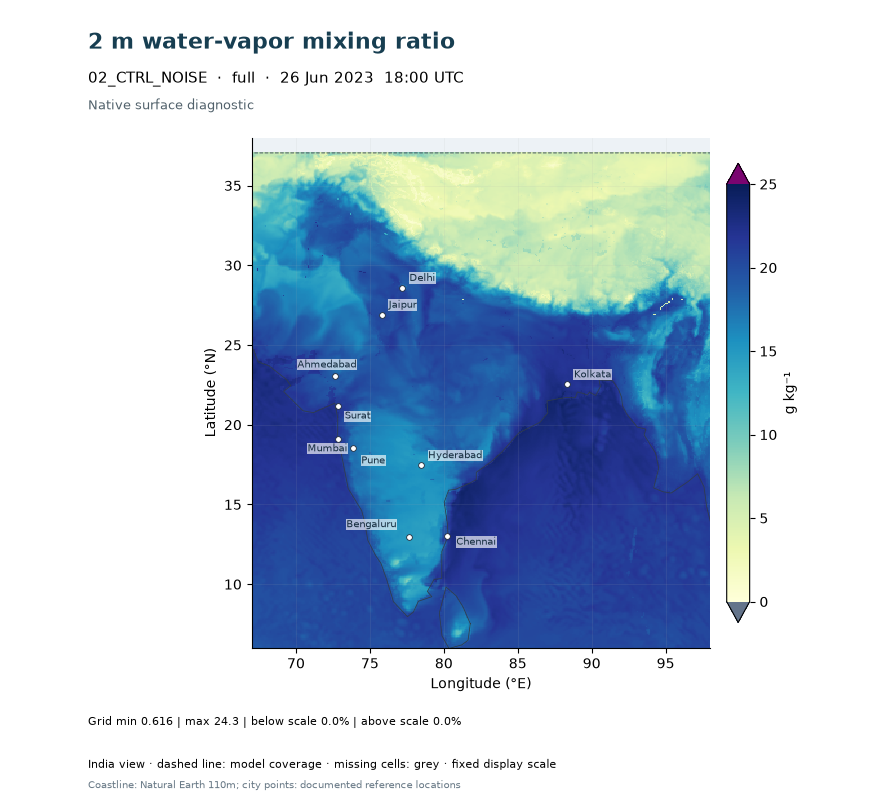 2 m water-vapor mixing ratio
02_CTRL_NOISE · full · 26 Jun 2023 18:00 UTC
Native surface diagnostic
35
30
25
20
15
10
Latitude (°N)
70 75 80 85 90 95
Longitude (°E)
Delhi
Jaipur
Ahmedabad
Kolkata
Surat
Mumbai
Pune
Hyderabad
Bengaluru
Chennai
25
20
15
10
5
0
g kg⁻¹
Grid min 0.616 | max 24.3 | below scale 0.0% | above scale 0.0%
India view · dashed line: model coverage · missing cells: grey · fixed display scale
Coastline: Natural Earth 110m; city points: documented reference locations